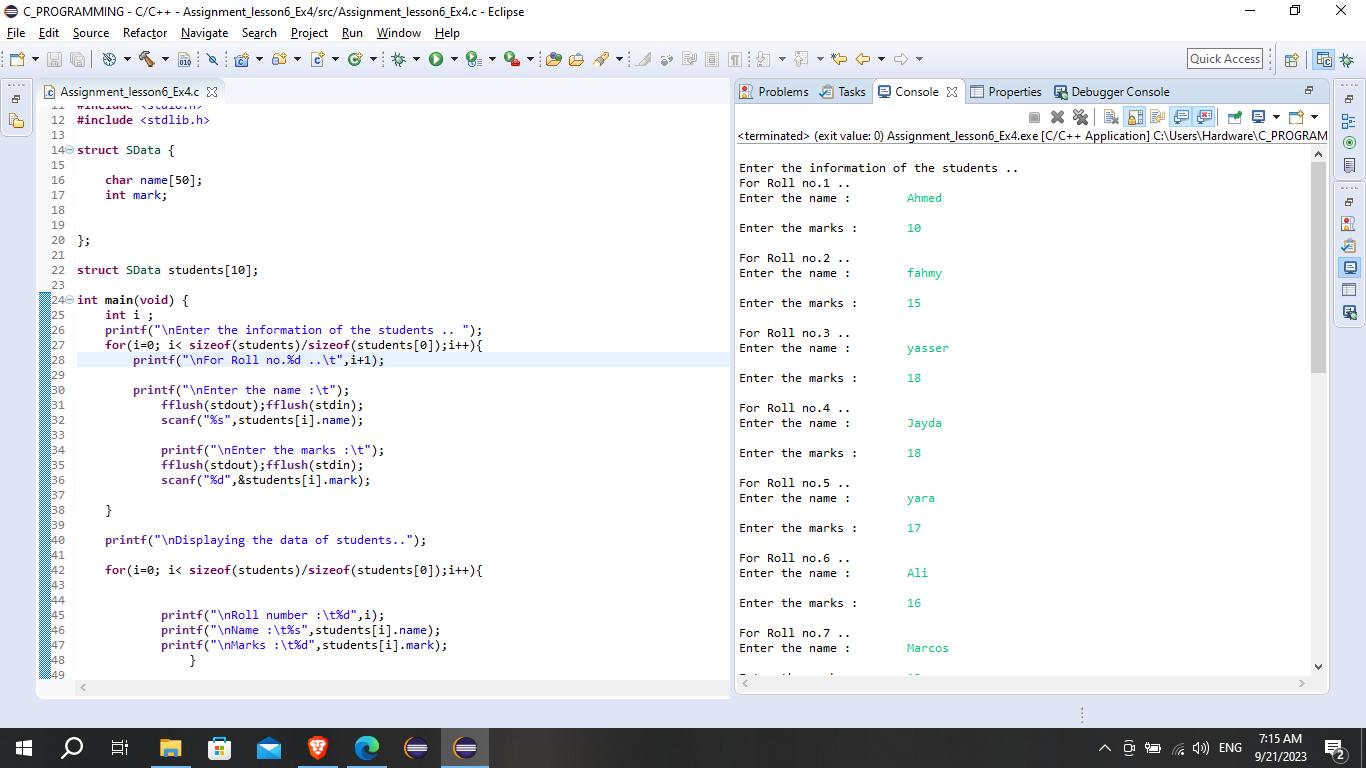 C_PROGRAMMING - C/C++ - Assignment_lesson6_Ex4/src/Assignment_lesson6_Ex4.c - Eclipse
File Edit Source Refactor Navigate Search Project Run Window Help
Quick Access
Assignment_lesson6_Ex4.c
11 #include <stdio.h>
12 #include <stdlib.h>
13
14 struct SData {
15
16 char name[50];
17 int mark;
18
19
20 };
21
22 struct SData students[10];
23
24 int main(void) {
25 int i ;
26 printf("\nEnter the information of the students .. ");
27 for(i=0; i< sizeof(students)/sizeof(students[0]);i++){
28 printf("\nFor Roll no.%d ..\t",i+1);
29
30 printf("\nEnter the name :\t");
31 fflush(stdout);fflush(stdin);
32 scanf("%s",students[i].name);
33
34 printf("\nEnter the marks :\t");
35 fflush(stdout);fflush(stdin);
36 scanf("%d",&students[i].mark);
37
38 }
39
40 printf("\nDisplaying the data of students..");
41
42 for(i=0; i< sizeof(students)/sizeof(students[0]);i++){
43
44
45 printf("\nRoll number :\t%d",i);
46 printf("\nName :\t%s",students[i].name);
47 printf("\nMarks :\t%d",students[i].mark);
48 }
49
Problems Tasks Console Properties Debugger Console
<terminated> (exit value: 0) Assignment_lesson6_Ex4.exe [C/C++ Application] C:\Users\Hardware\C_PROGRAM
Enter the information of the students ..
For Roll no.1 ..
Enter the name : Ahmed
Enter the marks : 10
For Roll no.2 ..
Enter the name : fahmy
Enter the marks : 15
For Roll no.3 ..
Enter the name : yasser
Enter the marks : 18
For Roll no.4 ..
Enter the name : Jayda
Enter the marks : 18
For Roll no.5 ..
Enter the name : yara
Enter the marks : 17
For Roll no.6 ..
Enter the name : Ali
Enter the marks : 16
For Roll no.7 ..
Enter the name : Marcos
ENG
7:15 AM
9/21/2023
2